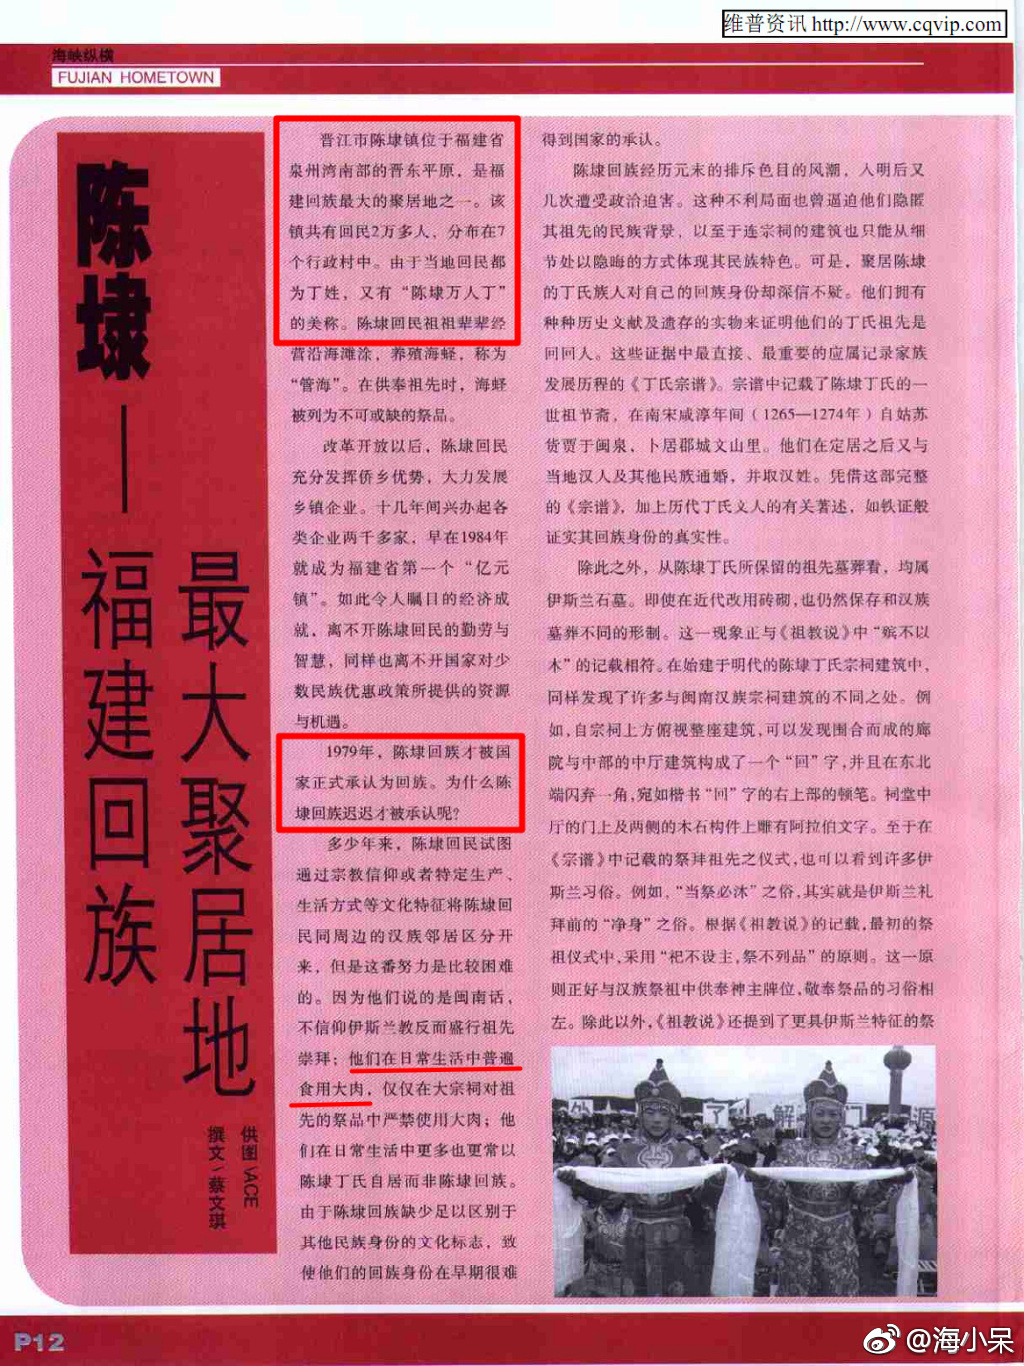 维普资讯 http://www.cqvip.com
海峡纵横
FUJIAN HOMETOWN
陈埭——
福建回族
最大聚居地
撰文\蔡文琪
供图\ACE
晋江市陈埭镇位于福建省
泉州湾南部的晋东平原，是福
建回族最大的聚居地之一。该
镇共有回民2万多人，分布在7
个行政村中。由于当地回民都
为丁姓，又有“陈埭万人丁”
的美称。陈埭回民祖祖辈辈经
营沿海滩涂，养殖海蛏，称为
“管海”。在供奉祖先时，海蛏
被列为不可或缺的祭品。
改革开放以后，陈埭回民
充分发挥侨乡优势，大力发展
乡镇企业。十几年间兴办起各
类企业两千多家，早在1984年
就成为福建省第一个“亿元
镇”。如此令人瞩目的经济成
就，离不开陈埭回民的勤劳与
智慧，同样也离不开国家对少
数民族优惠政策所提供的资源
与机遇。
1979年，陈埭回族才被国
家正式承认为回族。为什么陈
埭回族迟迟才被承认呢？
多少年来，陈埭回民试图
通过宗教信仰或者特定生产、
生活方式等文化特征将陈埭回
民同周边的汉族邻居区分开
来，但是这番努力是比较困难
的。因为他们说的是闽南话，
不信仰伊斯兰教反而盛行祖先
崇拜；他们在日常生活中普遍
食用大肉，仅仅在大宗祠对祖
先的祭品中严禁使用大肉；他
们在日常生活中更多也更常以
陈埭丁氏自居而非陈埭回族。
由于陈埭回族缺少足以区别于
其他民族身份的文化标志，致
使他们的回族身份在早期很难
得到国家的承认。
陈埭回族经历元末的排斥色目的风潮，入明后又
几次遭受政治迫害。这种不利局面也曾逼迫他们隐匿
其祖先的民族背景，以至于连宗祠的建筑也只能从细
节处以隐晦的方式体现其民族特色。可是，聚居陈埭
的丁氏族人对自己的回族身份却深信不疑。他们拥有
种种历史文献及遗存的实物来证明他们的丁氏祖先是
回回人。这些证据中最直接、最重要的应属记录家族
发展历程的《丁氏宗谱》。宗谱中记载了陈埭丁氏的一
世祖节斋，在南宋咸淳年间（1265—1274年）自姑苏
货贾于闽泉，卜居郡城文山里。他们在定居之后又与
当地汉人及其他民族通婚，并取汉姓。凭借这部完整
的《宗谱》，加上历代丁氏文人的有关著述，如铁证般
证实其回族身份的真实性。
除此之外，从陈埭丁氏所保留的祖先墓葬看，均属
伊斯兰石墓。即使在近代改用砖砌，也仍然保存和汉族
墓葬不同的形制。这一现象正与《祖教说》中“殡不以
木”的记载相符。在始建于明代的陈埭丁氏宗祠建筑中，
同样发现了许多与闽南汉族宗祠建筑的不同之处。例
如，自宗祠上方俯视整座建筑，可以发现围合而成的廊
院与中部的中厅建筑构成了一个“回”字，并且在东北
端闪弃一角，宛如楷书“回”字的右上部的顿笔。祠堂中
厅的门上及两侧的木石构件上雕有阿拉伯文字。至于在
《宗谱》中记载的祭拜祖先之仪式，也可以看到许多伊
斯兰习俗。例如，“当祭必沐”之俗，其实就是伊斯兰礼
拜前的“净身”之俗。根据《祖教说》的记载，最初的祭
祖仪式中，采用“祀不设主，祭不列品”的原则。这一原
则正好与汉族祭祖中供奉神主牌位，敬奉祭品的习俗相
左。除此以外，《祖教说》还提到了更具伊斯兰特征的祭
了解 源
P12
@海小呆